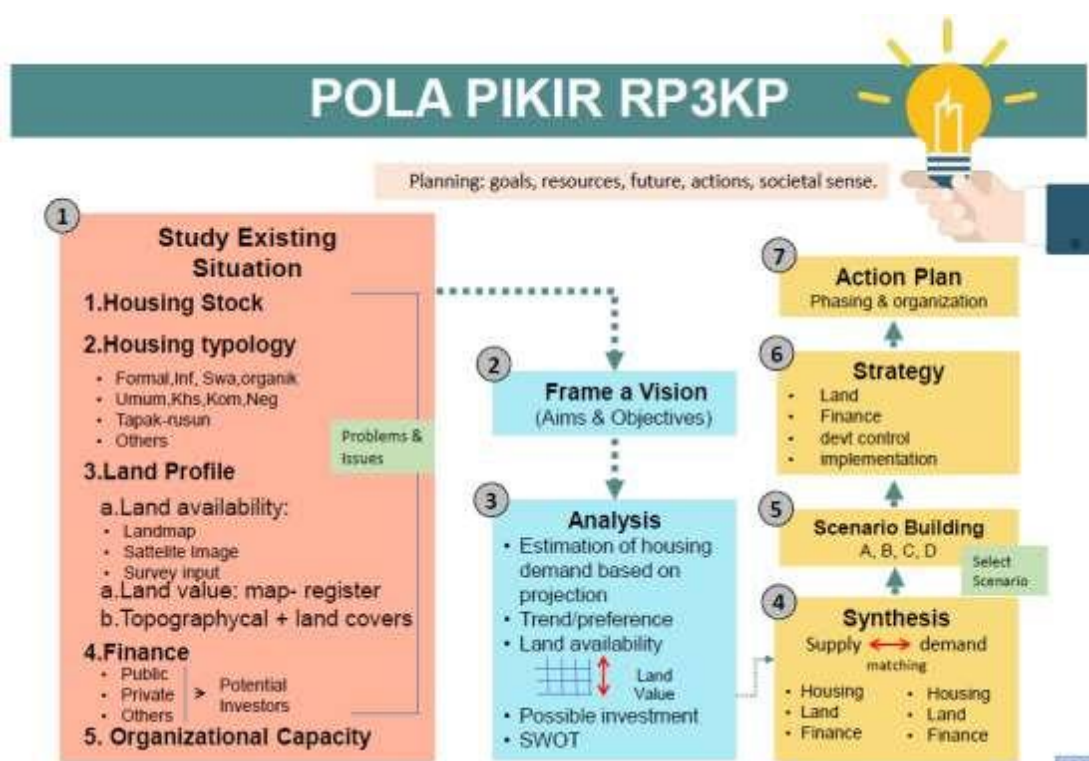 POLA PIKIR RP3KP
Planning: goals, resources, future, actions, societal sense.
1
Study Existing
Situation
1.Housing Stock
2.Housing typology
• Formal,Inf, Swa,organik
• Umum,Khs,Kom,Neg
• Tapak-rusun
• Others
Problems &
Issues
3.Land Profile
a.Land availability:
• Landmap
• Sattelite Image
• Survey input
a.Land value: map- register
b.Topographycal + land covers
4.Finance
• Public
• Private
• Others
> Potential
Investors
5. Organizational Capacity
2
Frame a Vision
(Aims & Objectives)
3
Analysis
• Estimation of housing
demand based on
projection
• Trend/preference
• Land availability
Land
Value
• Possible investment
• SWOT
7
Action Plan
Phasing & organization
6
Strategy
• Land
• Finance
• devt control
• implementation
5
Scenario Building
A, B, C, D
Select
Scenario
4
Synthesis
Supply demand
matching
• Housing
• Land
• Finance
• Housing
• Land
• Finance